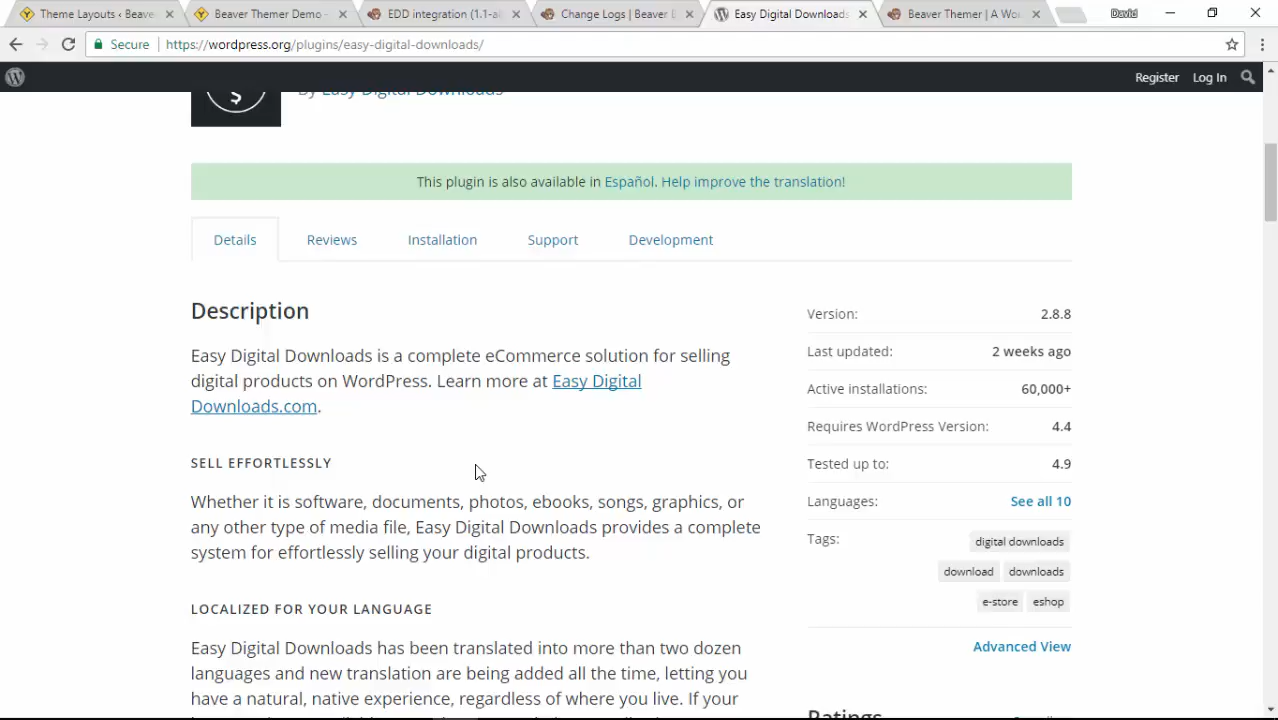 Theme Layouts ‹ Beave
Beaver Themer Demo -
EDD integration (1.1-al
Change Logs | Beaver
Easy Digital Downloads
Beaver Themer | A Wo
David
Secure https://wordpress.org/plugins/easy-digital-downloads/
Register Log In
$
By Easy Digital Downloads
This plugin is also available in Español. Help improve the translation!
Details Reviews Installation Support Development
Description
Easy Digital Downloads is a complete eCommerce solution for selling
digital products on WordPress. Learn more at Easy Digital
Downloads.com.
SELL EFFORTLESSLY
Whether it is software, documents, photos, ebooks, songs, graphics, or
any other type of media file, Easy Digital Downloads provides a complete
system for effortlessly selling your digital products.
LOCALIZED FOR YOUR LANGUAGE
Easy Digital Downloads has been translated into more than two dozen
languages and new translation are being added all the time, letting you
have a natural, native experience, regardless of where you live. If your
Version: 2.8.8
Last updated: 2 weeks ago
Active installations: 60,000+
Requires WordPress Version: 4.4
Tested up to: 4.9
Languages: See all 10
Tags: digital downloads
download downloads
e-store eshop
Advanced View
Ratings